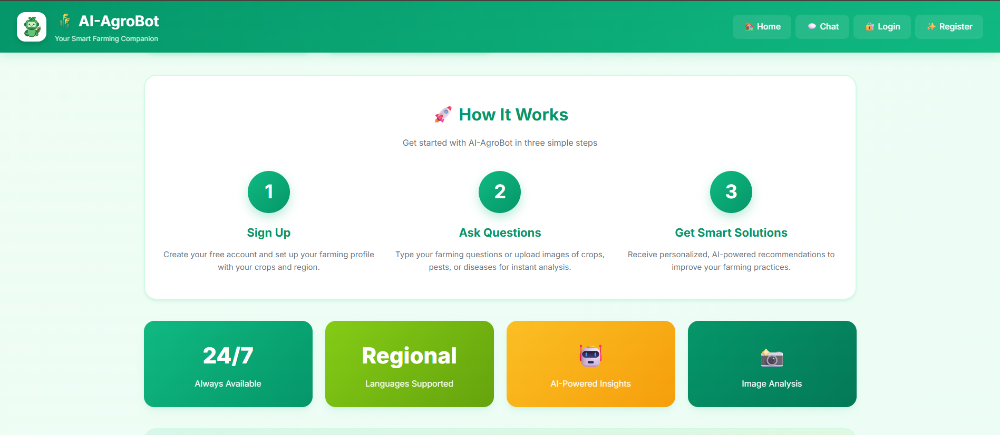 AI-AgroBot
Your Smart Farming Companion
Home
Chat
Login
Register
How It Works
Get started with AI-AgroBot in three simple steps
1
2
3
Sign Up
Create your free account and set up your farming profile
with your crops and region.
Ask Questions
Type your farming questions or upload images of crops,
pests, or diseases for instant analysis.
Get Smart Solutions
Receive personalized, AI-powered recommendations to
improve your farming practices.
24/7
Always Available
Regional
Languages Supported
AI-Powered Insights
Image Analysis